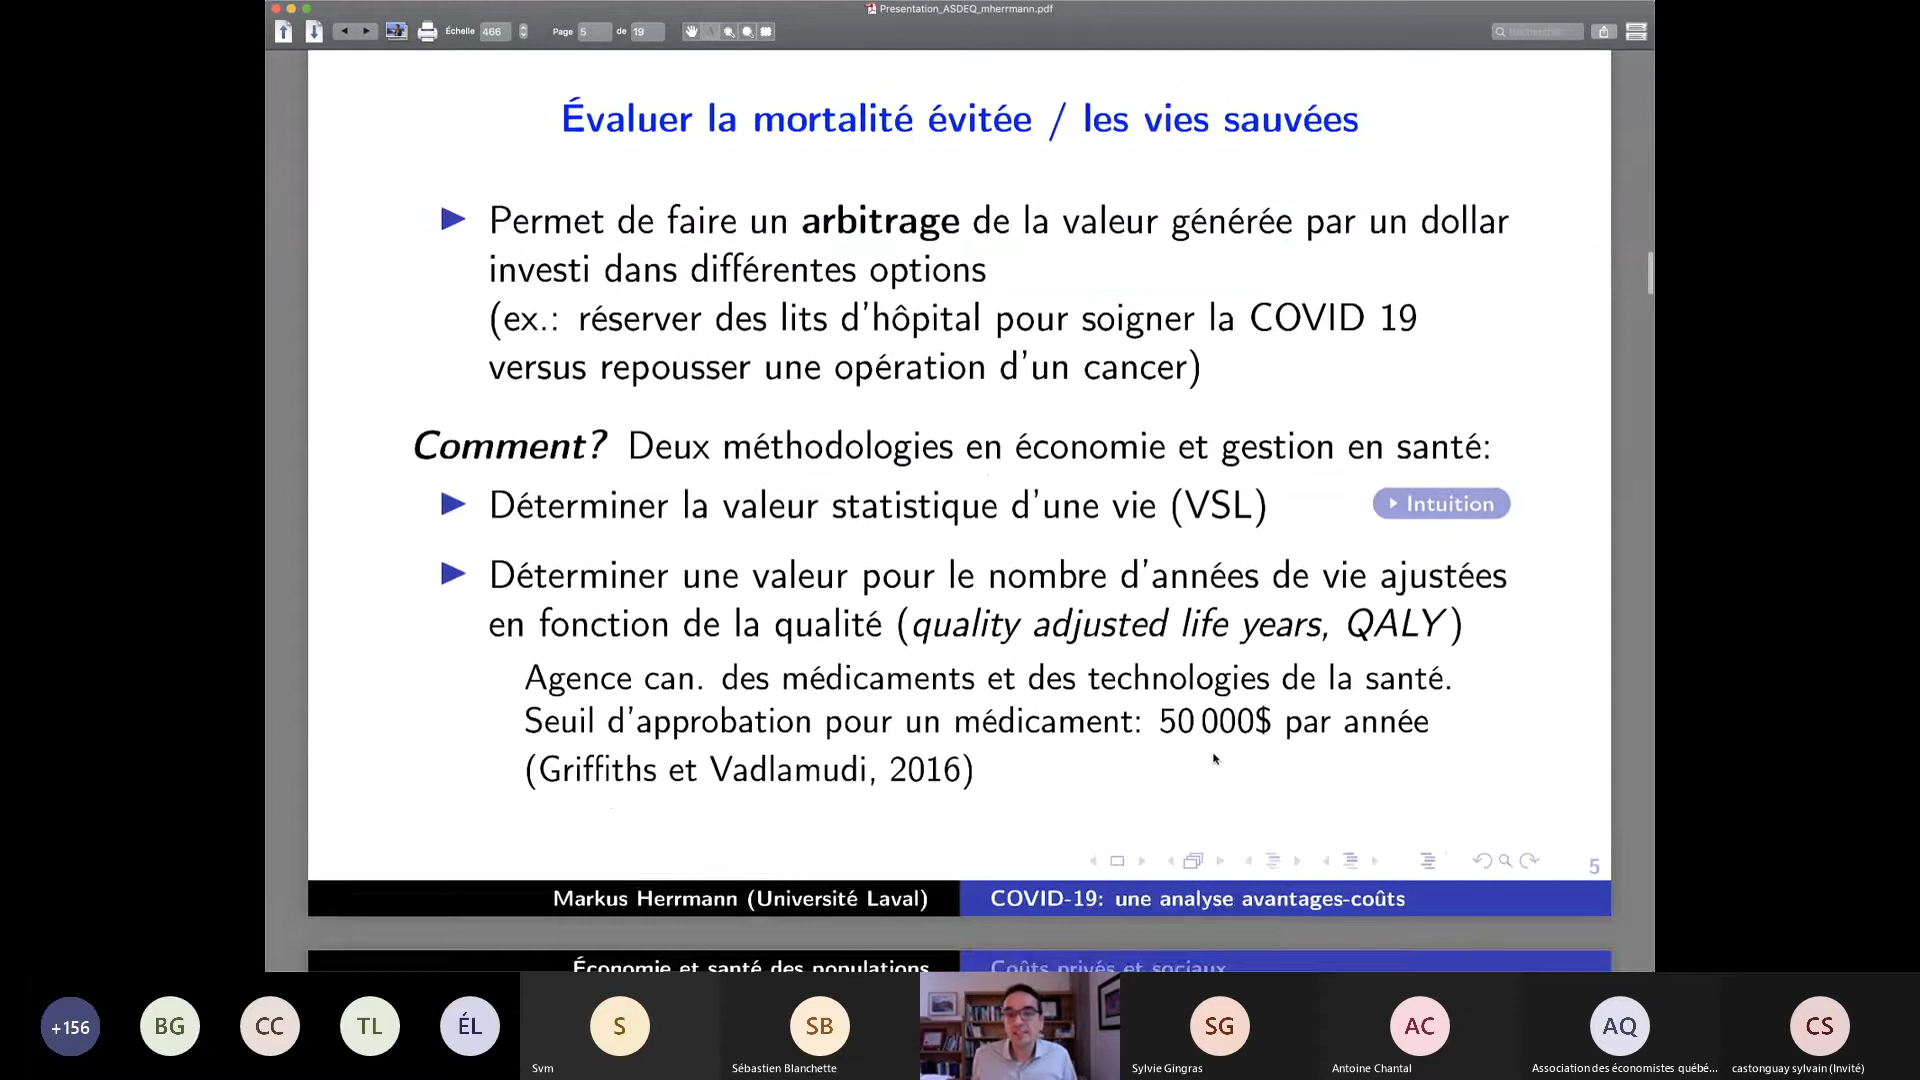 Presentation_ASDEQ_mherrmann.pdf
Échelle 466 Page 5 de 19
Évaluer la mortalité évitée / les vies sauvées
Permet de faire un arbitrage de la valeur générée par un dollar
investi dans différentes options
(ex.: réserver des lits d'hôpital pour soigner la COVID 19
versus repousser une opération d'un cancer)
Comment? Deux méthodologies en économie et gestion en santé:
Déterminer la valeur statistique d'une vie (VSL)
Intuition
Déterminer une valeur pour le nombre d'années de vie ajustées
en fonction de la qualité (quality adjusted life years, QALY)
Agence can. des médicaments et des technologies de la santé.
Seuil d'approbation pour un médicament: 50 000$ par année
(Griffiths et Vadlamudi, 2016)
5
Markus Herrmann (Université Laval) COVID-19: une analyse avantages-coûts
Économie et santé des populations Coûts privés et sociaux
+156 BG CC TL ÉL S SB SG AC AQ CS
Svm Sébastien Blanchette Sylvie Gingras Antoine Chantal Association des économistes québé... castonguay sylvain (Invité)